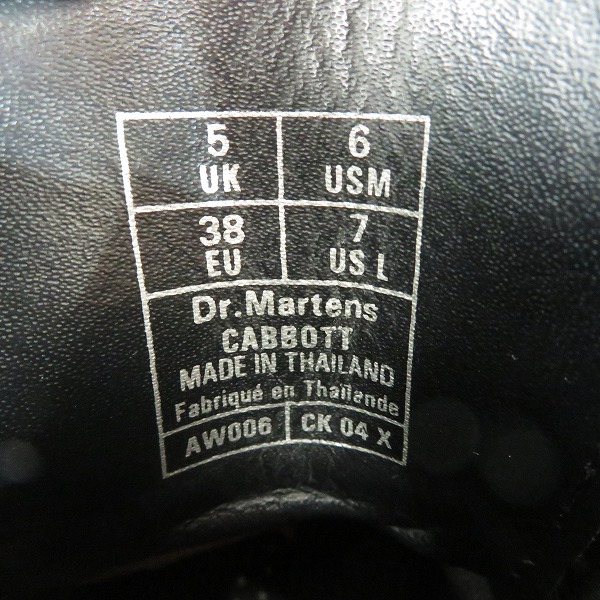 5 6
UK USM
38 7
EU US L
Dr.Martens
CABBOTT
MADE IN THAILAND
Fabriqué en Thaïlande
AW006 CK 04 X